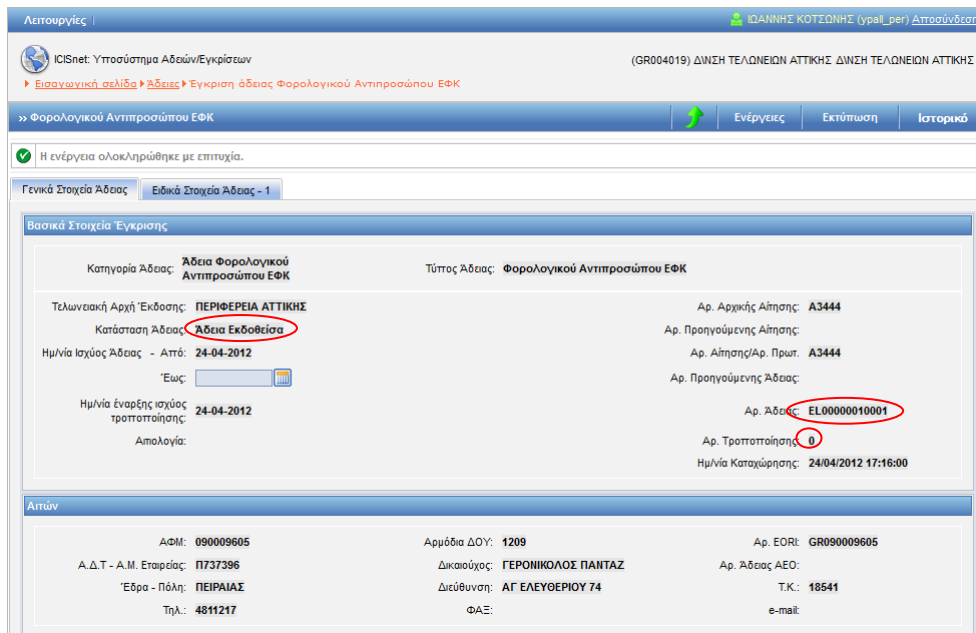 Λειτουργίες
ΙΩΑΝΝΗΣ ΚΟΤΣΩΝΗΣ (ypall_per) Αποσύνδεση
ICISnet: Υποσύστημα Αδειών/Εγκρίσεων
(GR004019) Δ\ΝΣΗ ΤΕΛΩΝΕΙΩΝ ΑΤΤΙΚΗΣ Δ\ΝΣΗ ΤΕΛΩΝΕΙΩΝ ΑΤΤΙΚΗΣ
Εισαγωγική σελίδα Άδειες Έγκριση άδειας Φορολογικού Αντιπροσώπου ΕΦΚ
›› Φορολογικού Αντιπροσώπου ΕΦΚ Ενέργειες Εκτύπωση Ιστορικό
Η ενέργεια ολοκληρώθηκε με επιτυχία.
Γενικά Στοιχεία Άδειας Ειδικά Στοιχεία Άδειας - 1
Βασικά Στοιχεία Έγκρισης
Κατηγορία Άδειας: Άδεια Φορολογικού Αντιπροσώπου ΕΦΚ Τύπος Άδειας: Φορολογικού Αντιπροσώπου ΕΦΚ
Τελωνειακή Αρχή Έκδοσης: ΠΕΡΙΦΕΡΕΙΑ ΑΤΤΙΚΗΣ Αρ. Αρχικής Αίτησης: A3444
Κατάσταση Άδειας: Άδεια Εκδοθείσα Αρ. Προηγούμενης Αίτησης:
Ημ/νία Ισχύος Άδειας - Από: 24-04-2012 Αρ. Αίτησης/Αρ. Πρωτ. A3444
Έως: Αρ. Προηγούμενης Άδειας:
Ημ/νία έναρξης ισχύος τροποποίησης: 24-04-2012 Αρ. Άδειας: EL00000010001
Αιτιολογία: Αρ. Τροποποίησης: 0
Ημ/νία Καταχώρησης: 24/04/2012 17:16:00
Αιτών
ΑΦΜ: 090009605 Αρμόδια ΔΟΥ: 1209 Αρ. EORI: GR090009605
Α.Δ.Τ - Α.Μ. Εταιρείας: Π737396 Δικαιούχος: ΓΕΡΟΝΙΚΟΛΟΣ ΠΑΝΤΑΖ Αρ. Άδειας ΑΕΟ:
Έδρα - Πόλη: ΠΕΙΡΑΙΑΣ Διεύθυνση: ΑΓ ΕΛΕΥΘΕΡΙΟΥ 74 Τ.Κ.: 18541
Τηλ.: 4811217 ΦΑΞ: e-mail: